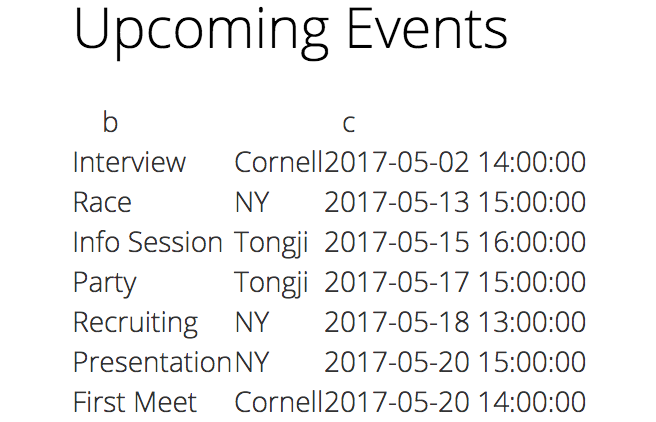 Upcoming Events
b c
Interview Cornell 2017-05-02 14:00:00
Race NY 2017-05-13 15:00:00
Info Session Tongji 2017-05-15 16:00:00
Party Tongji 2017-05-17 15:00:00
Recruiting NY 2017-05-18 13:00:00
Presentation NY 2017-05-20 15:00:00
First Meet Cornell 2017-05-20 14:00:00